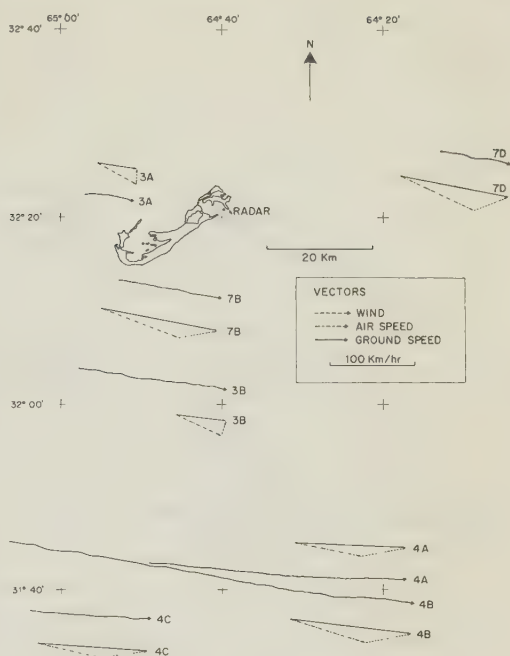 65° 00' 64° 40' 64° 20'
32° 40'
N
7D
3A
7D
3A
32° 20'
RADAR
20 Km
VECTORS
7B
WIND
AIR SPEED
7B
GROUND SPEED
100 Km/hr
3B
32° 00'
3B
4A
4A
31° 40'
4B
4C
4B
4C